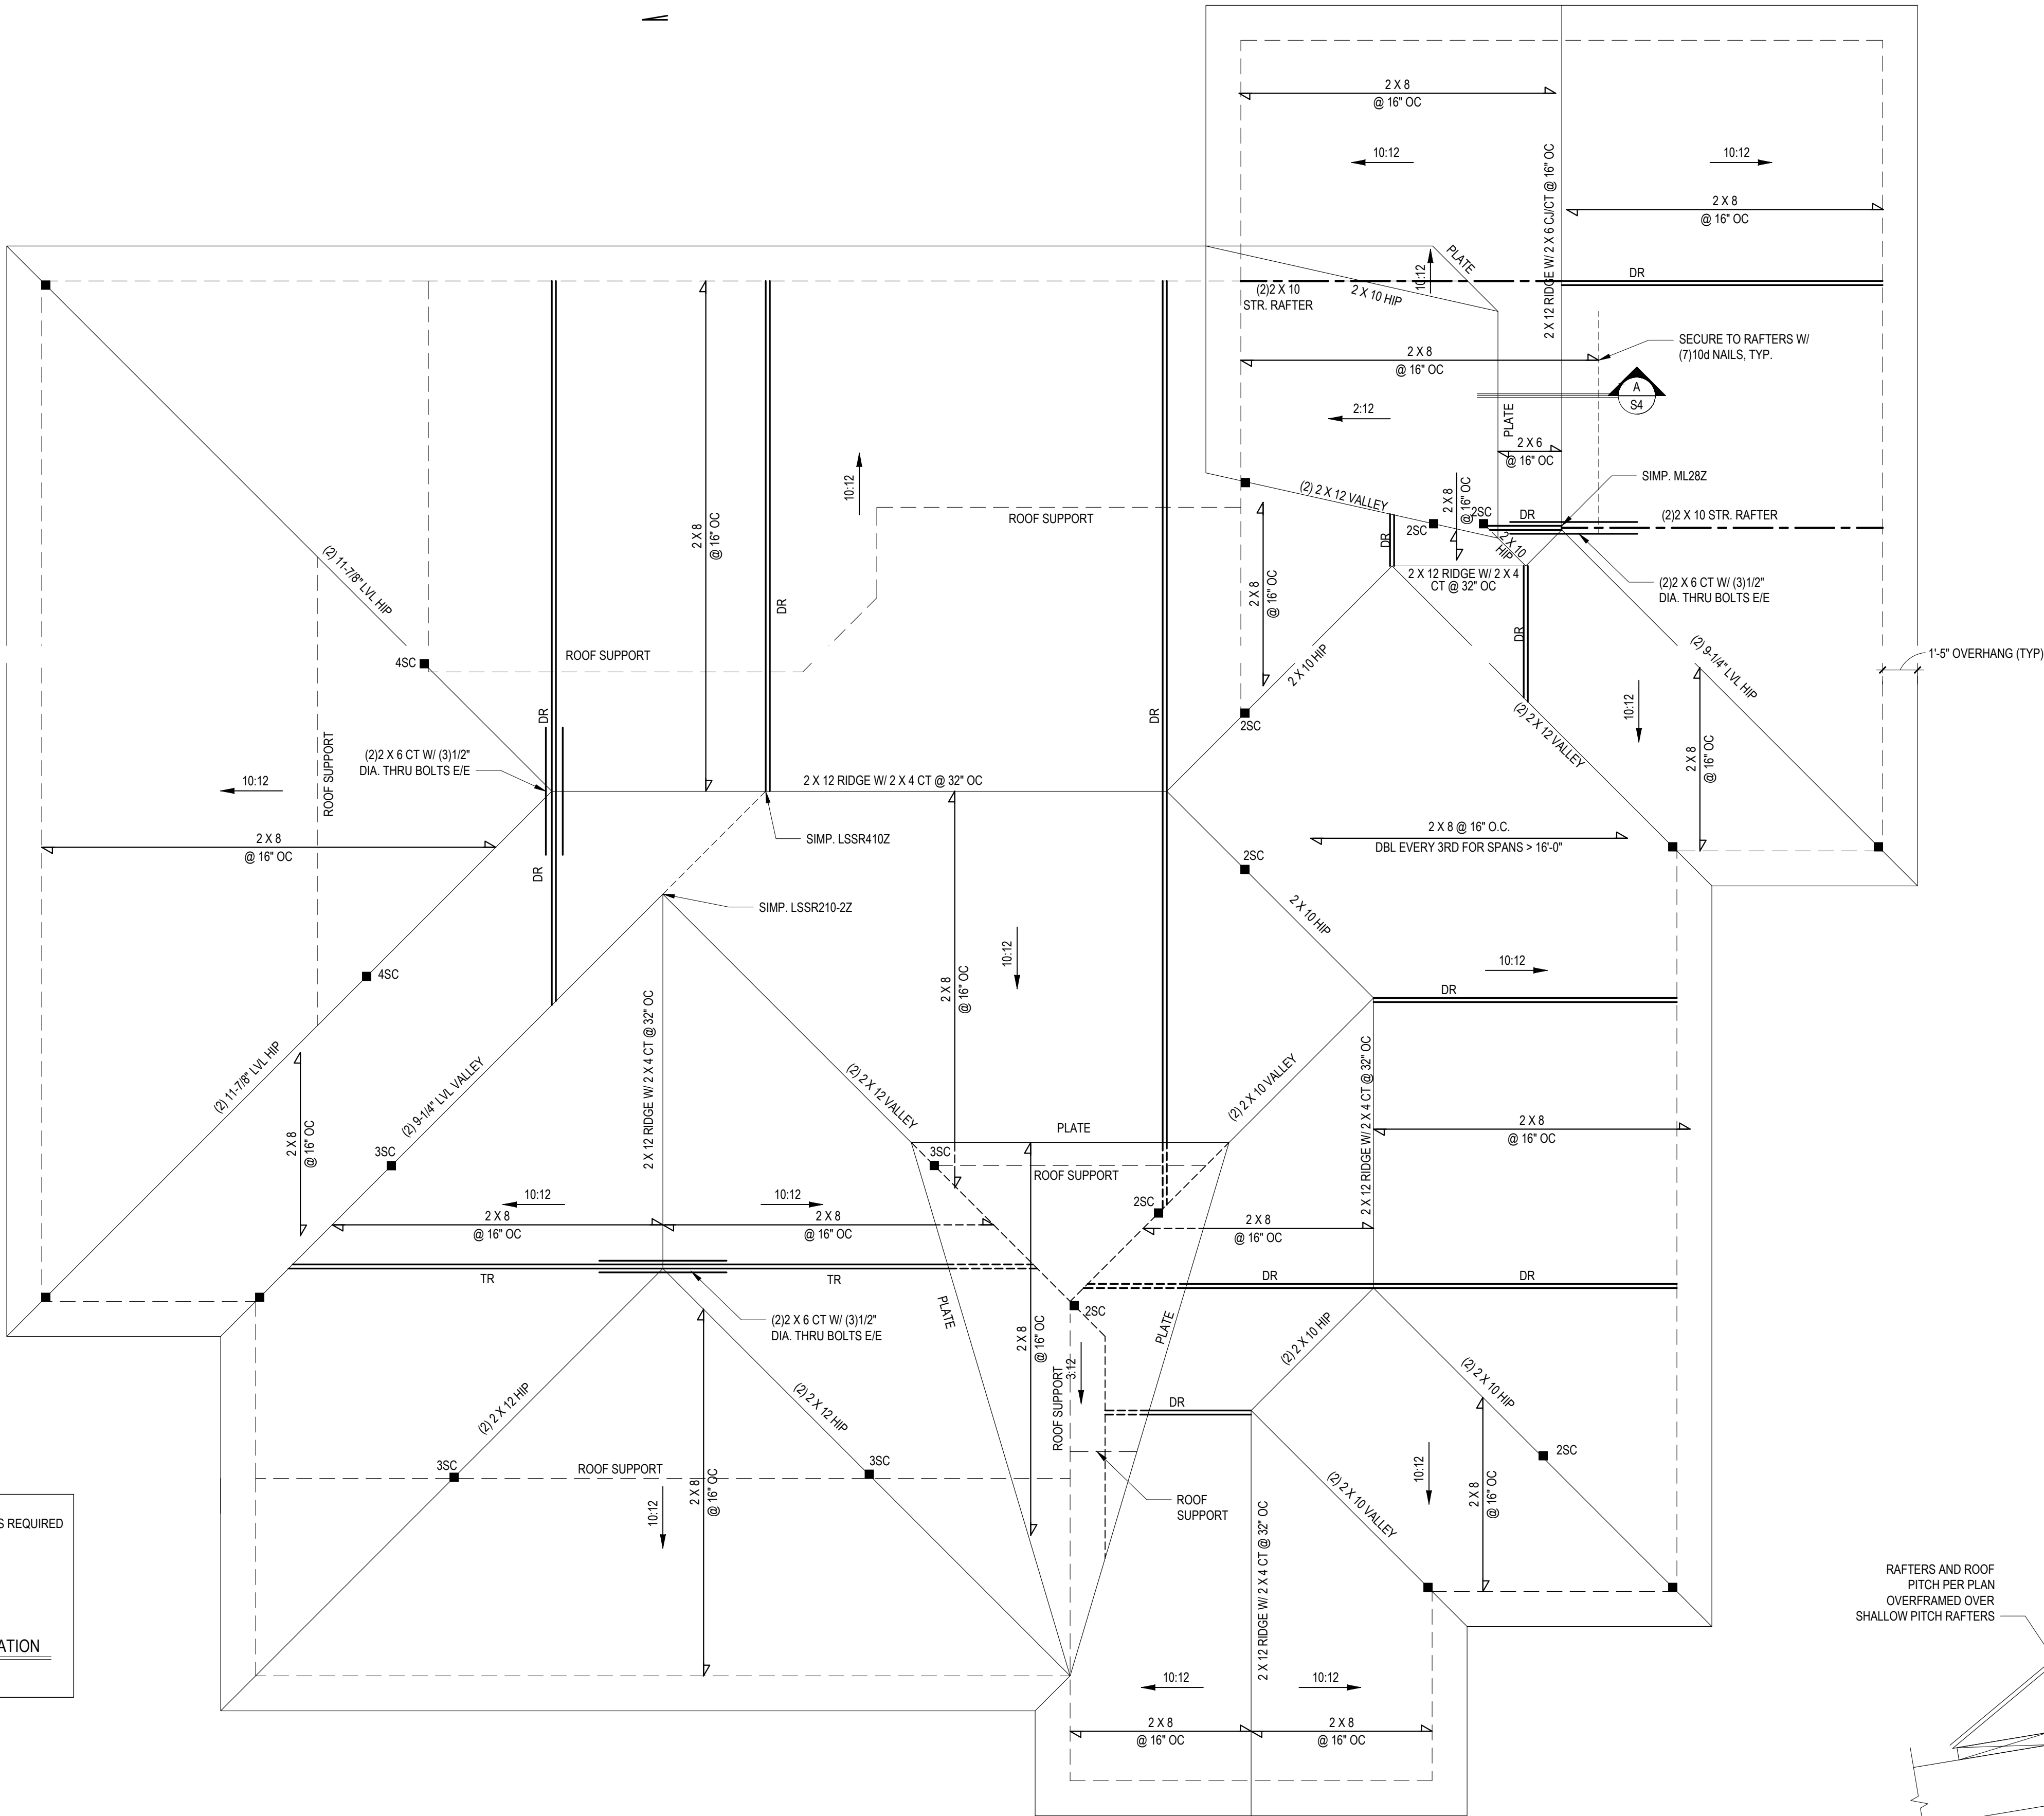 2 X 8
@ 16" OC
10:12
10:12
2 X 12 RIDGE W/ 2 X 6 CJ/CT @ 16" OC
2 X 8
@ 16" OC
PLATE
10:12
DR
(2)2 X 10
STR. RAFTER
2 X 10 HIP
SECURE TO RAFTERS W/
(7)10d NAILS, TYP.
2 X 8
@ 16" OC
A
S4
2:12
PLATE
2 X 6
@ 16" OC
SIMP. ML28Z
(2) 2 X 12 VALLEY
2 X 8
@ 16" OC
2SC
2SC
DR
(2)2 X 10 STR. RAFTER
DR
2 X 10
HIP
2 X 12 RIDGE W/ 2 X 4
CT @ 32" OC
(2)2 X 6 CT W/ (3)1/2"
DIA. THRU BOLTS E/E
2 X 8
@ 16" OC
DR
2 X 10 HIP
2SC
(2) 9-1/4" LVL HIP
1'-5" OVERHANG (TYP)
10:12
(2) 2 X 12 VALLEY
2 X 8
@ 16" OC
10:12
ROOF SUPPORT
2 X 8
@ 16" OC
(2) 11-7/8" LVL HIP
DR
4SC
ROOF SUPPORT
DR
DR
ROOF SUPPORT
(2)2 X 6 CT W/ (3)1/2"
DIA. THRU BOLTS E/E
10:12
2 X 12 RIDGE W/ 2 X 4 CT @ 32" OC
2 X 8
@ 16" OC
SIMP. LSSR410Z
2 X 8 @ 16" O.C.
DBL EVERY 3RD FOR SPANS > 16'-0"
2SC
DR
SIMP. LSSR210-2Z
2 X 10 HIP
10:12
10:12
4SC
2 X 8
@ 16" OC
DR
2 X 12 RIDGE W/ 2 X 4 CT @ 32" OC
(2) 11-7/8" LVL HIP
(2) 9-1/4" LVL VALLEY
(2) 2 X 12 VALLEY
(2) 2 X 10 VALLEY
2 X 12 RIDGE W/ 2 X 4 CT @ 32" OC
2 X 8
@ 16" OC
2 X 8
@ 16" OC
PLATE
3SC
3SC
ROOF SUPPORT
10:12
10:12
2SC
2 X 8
@ 16" OC
2 X 8
@ 16" OC
2 X 8
@ 16" OC
TR
TR
DR
DR
PLATE
2SC
(2)2 X 6 CT W/ (3)1/2"
DIA. THRU BOLTS E/E
2 X 8
@ 16" OC
PLATE
(2) 2 X 10 HIP
3:12
(2) 2 X 12 HIP
(2) 2 X 12 HIP
ROOF SUPPORT
DR
(2) 2 X 10 HIP
3SC
ROOF SUPPORT
3SC
2SC
2 X 8
@ 16" OC
10:12
10:12
2 X 8
@ 16" OC
ROOF
SUPPORT
(2) 2 X 10 VALLEY
2 X 12 RIDGE W/ 2 X 4 CT @ 32" OC
S REQUIRED
ATION
10:12
10:12
2 X 8
@ 16" OC
2 X 8
@ 16" OC
RAFTERS AND ROOF
PITCH PER PLAN
OVERFRAMED OVER
SHALLOW PITCH RAFTERS